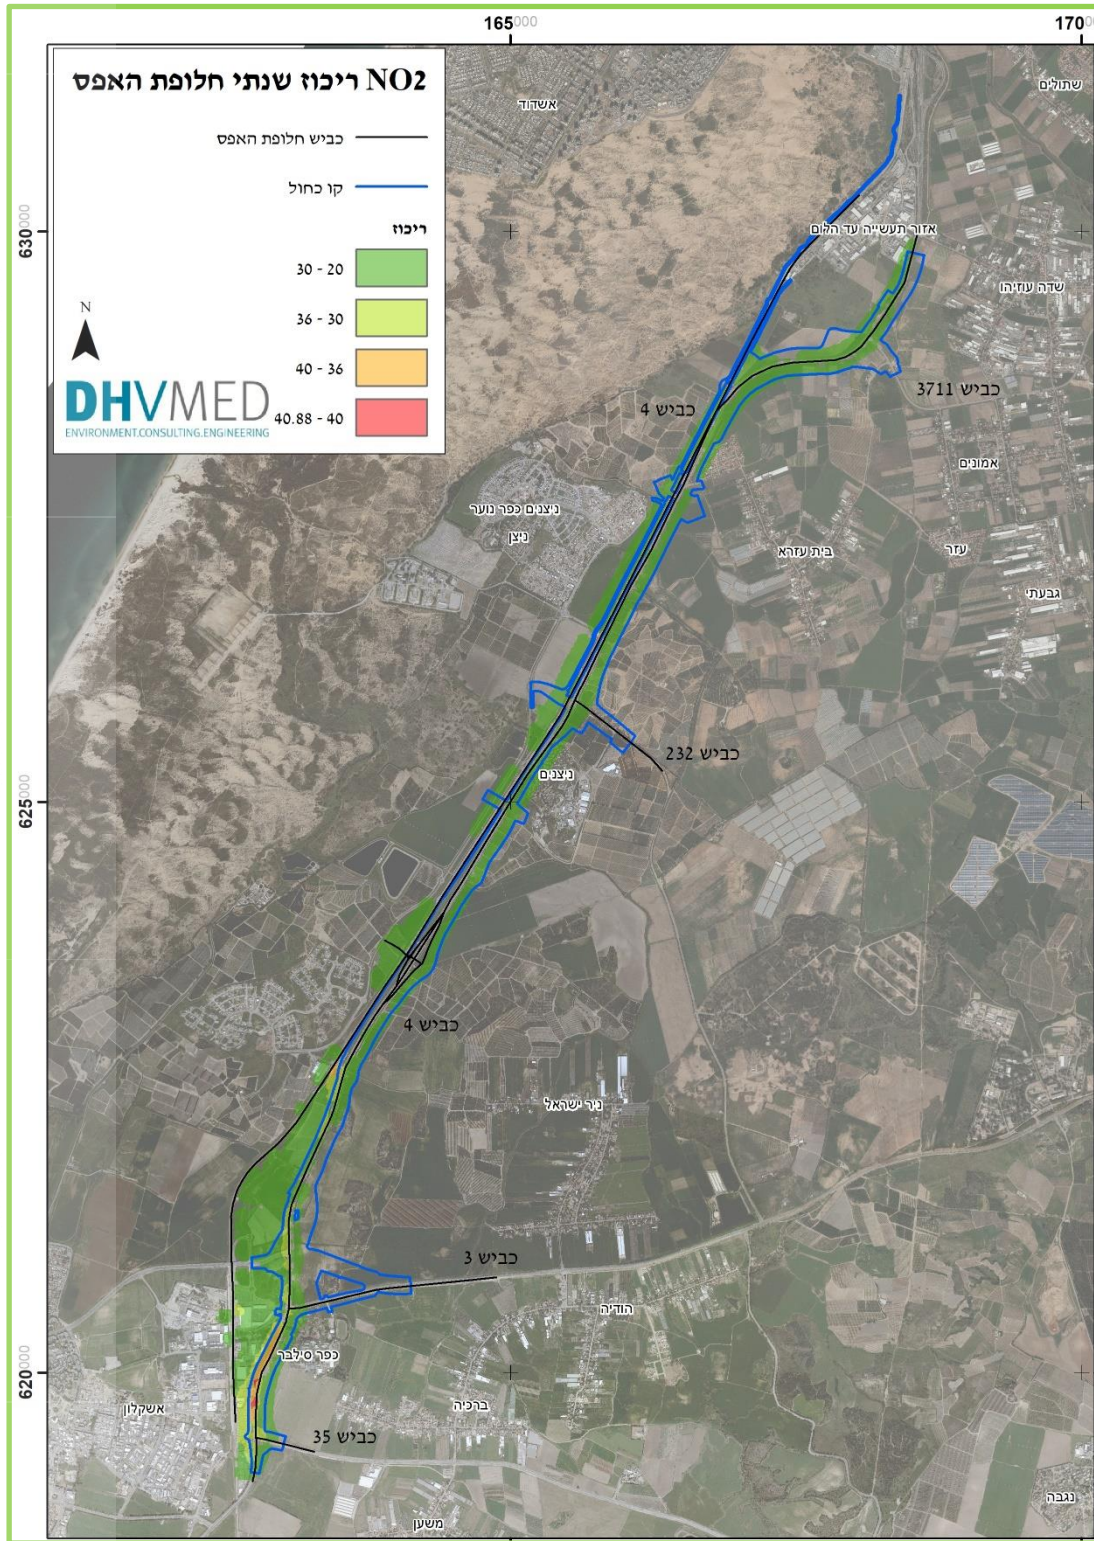 165000
170
NO2 ריכוז שנתי חלופת האפס
כביש חלופת האפס
קו כחול
ריכוז
30 - 20
36 - 30
40 - 36
40.88 - 40
N
DHVMED
ENVIRONMENT.CONSULTING.ENGINEERING
שתולים
אשדוד
630000
אזור תעשייה עד הלום
שדה עוזיהו
כביש 3711
כביש 4
אמונים
ניצנים כפר נוער
ניצן
בית עזרא
עזר
גבעתי
כביש 232
ניצנים
625000
כביש 4
ניר ישראל
כביש 3
הודיה
כפר סילבר
620000
אשקלון
ברכיה
כביש 35
נגבה
משען